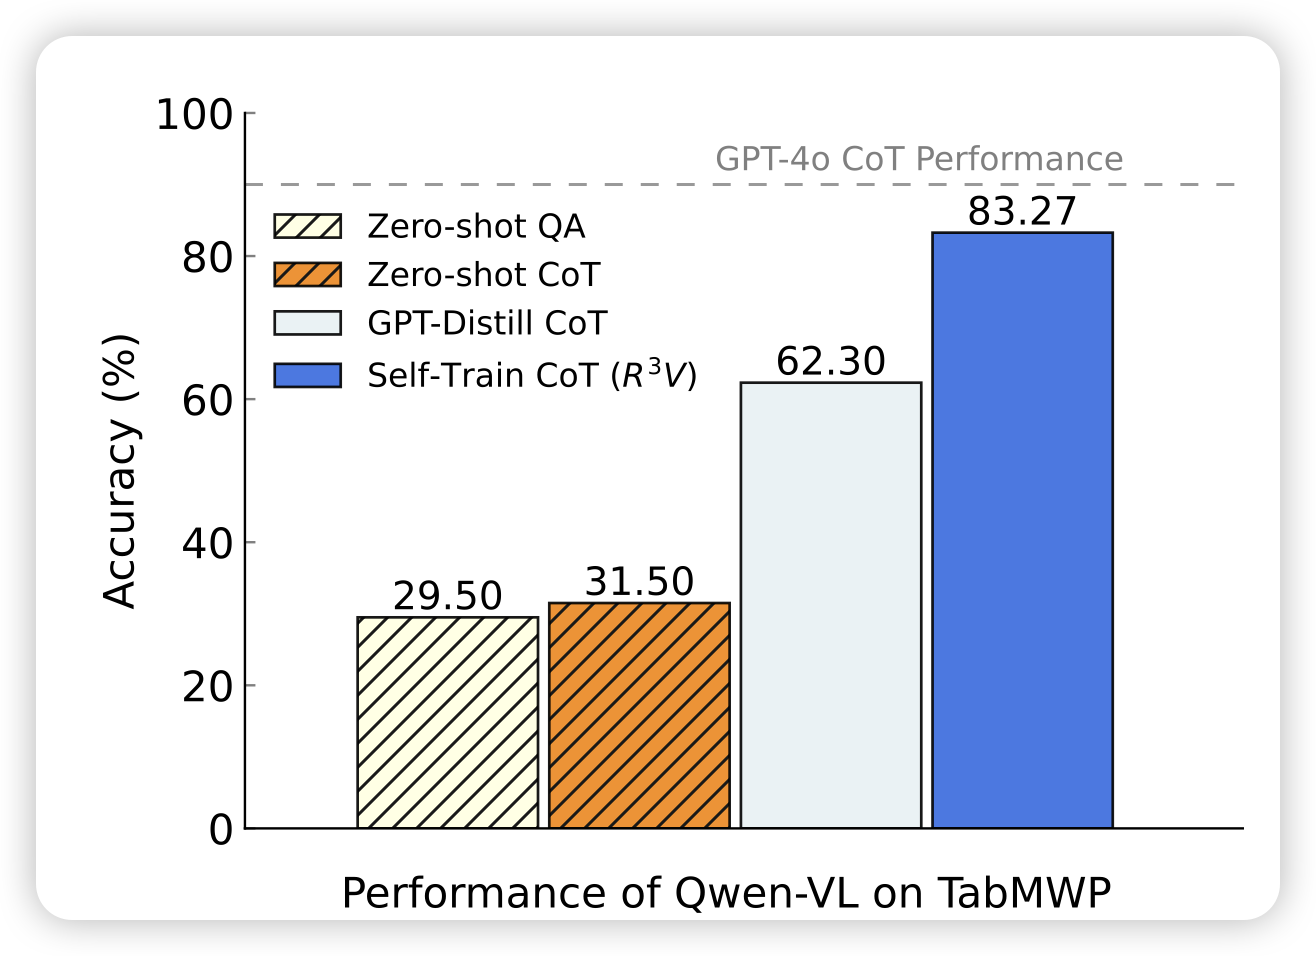 100
GPT-4o CoT Performance
83.27
Zero-shot QA
80
Zero-shot CoT
GPT-Distill CoT
62.30
Self-Train CoT (R³V)
60
Accuracy (%)
40
31.50
29.50
20
0
Performance of Qwen-VL on TabMWP